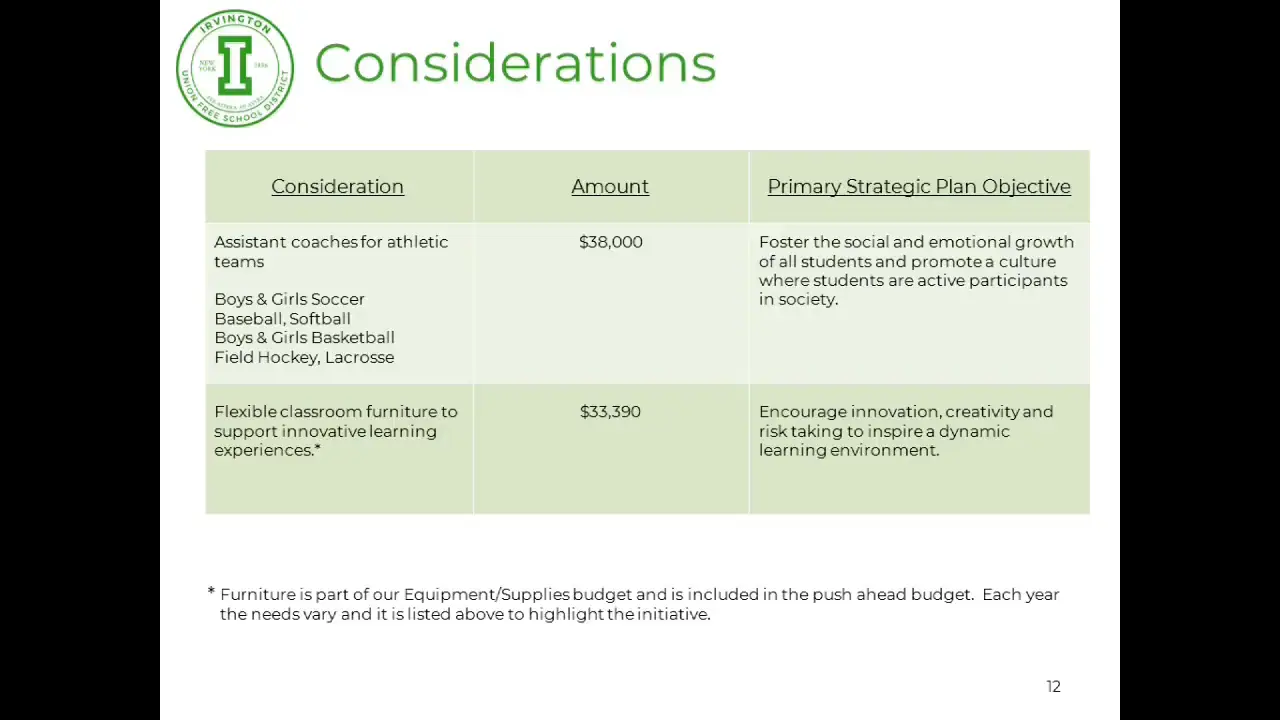 IRVINGTON
NEW YORK
UNION FREE SCHOOL DISTRICT
Considerations
Consideration
Amount
Primary Strategic Plan Objective
Assistant coaches for athletic
teams
Boys & Girls Soccer
Baseball, Softball
Boys & Girls Basketball
Field Hockey, Lacrosse
$38,000
Foster the social and emotional growth
of all students and promote a culture
where students are active participants
in society.
Flexible classroom furniture to
support innovative learning
experiences.*
$33,390
Encourage innovation, creativity and
risk taking to inspire a dynamic
learning environment.
* Furniture is part of our Equipment/Supplies budget and is included in the push ahead budget. Each year
the needs vary and it is listed above to highlight the initiative.
12